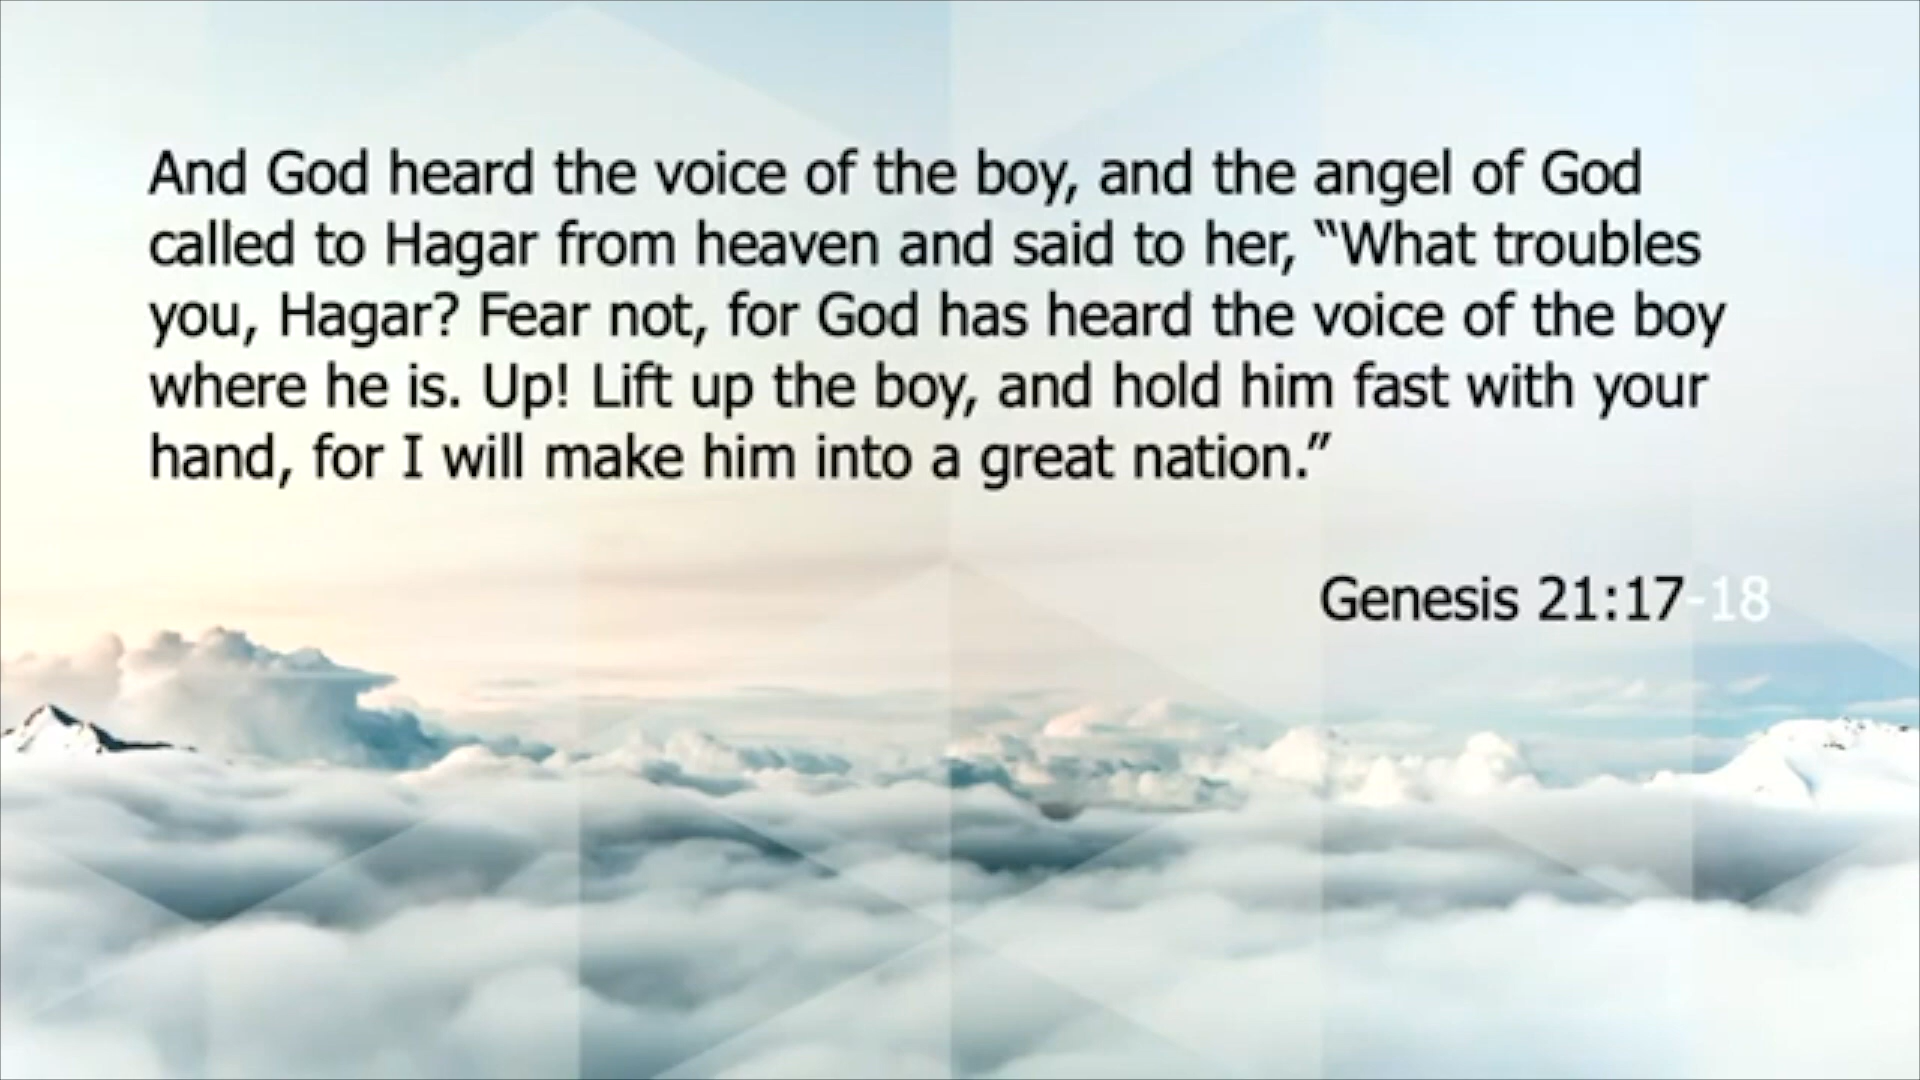 And God heard the voice of the boy, and the angel of God
called to Hagar from heaven and said to her, “What troubles
you, Hagar? Fear not, for God has heard the voice of the boy
where he is. Up! Lift up the boy, and hold him fast with your
hand, for I will make him into a great nation.”
Genesis 21:17-18